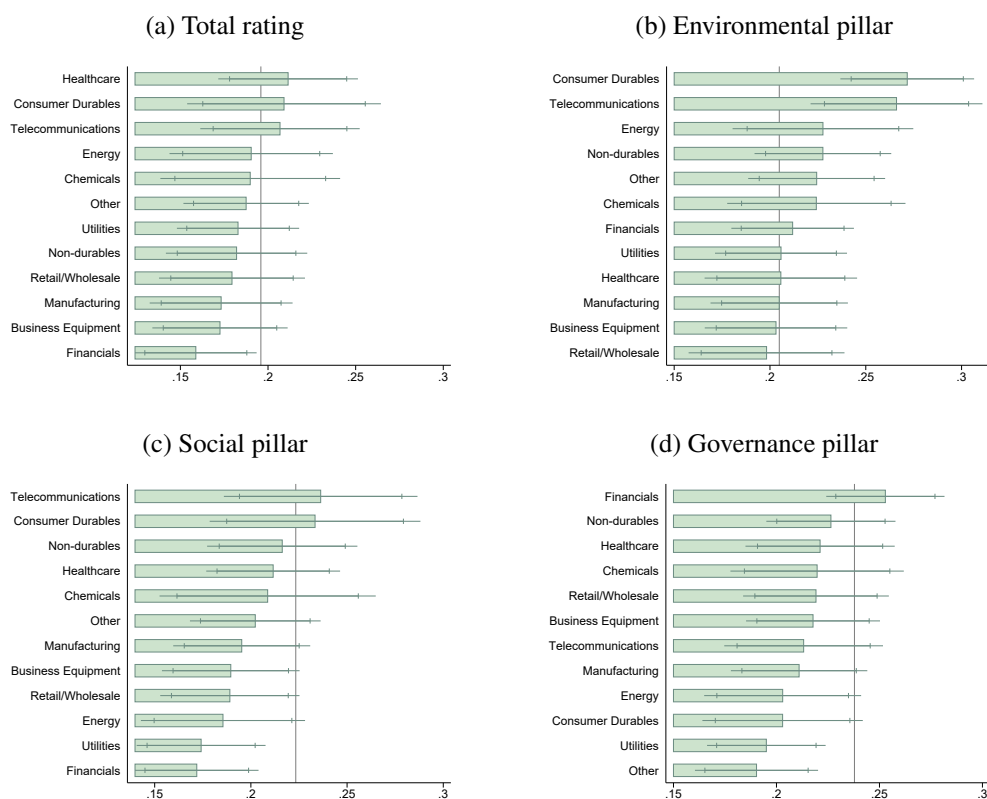 (a) Total rating
Healthcare
Consumer Durables
Telecommunications
Energy
Chemicals
Other
Utilities
Non-durables
Retail/Wholesale
Manufacturing
Business Equipment
Financials
.15 .2 .25 .3
(b) Environmental pillar
Consumer Durables
Telecommunications
Energy
Non-durables
Other
Chemicals
Financials
Utilities
Healthcare
Manufacturing
Business Equipment
Retail/Wholesale
.15 .2 .25 .3
(c) Social pillar
Telecommunications
Consumer Durables
Non-durables
Healthcare
Chemicals
Other
Manufacturing
Business Equipment
Retail/Wholesale
Energy
Utilities
Financials
.15 .2 .25 .3
(d) Governance pillar
Financials
Non-durables
Healthcare
Chemicals
Retail/Wholesale
Business Equipment
Telecommunications
Manufacturing
Energy
Consumer Durables
Utilities
Other
.15 .2 .25 .3